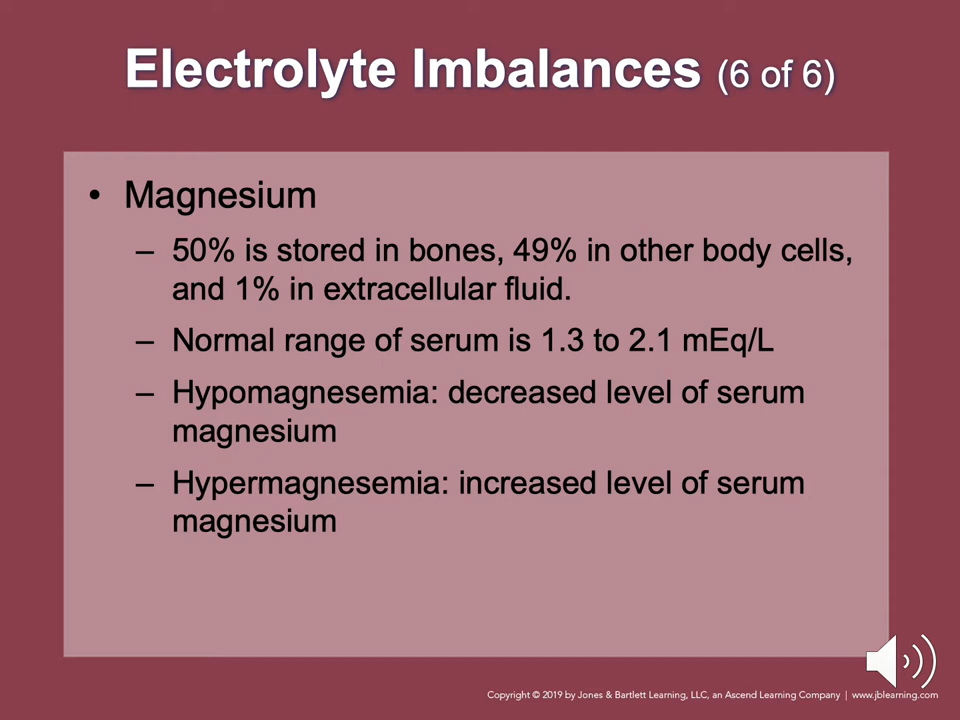 Electrolyte Imbalances (6 of 6)
• Magnesium
– 50% is stored in bones, 49% in other body cells,
and 1% in extracellular fluid.
– Normal range of serum is 1.3 to 2.1 mEq/L
– Hypomagnesemia: decreased level of serum
magnesium
– Hypermagnesemia: increased level of serum
magnesium
Copyright © 2019 by Jones & Bartlett Learning, LLC, an Ascend Learning Company | www.jblearning.com